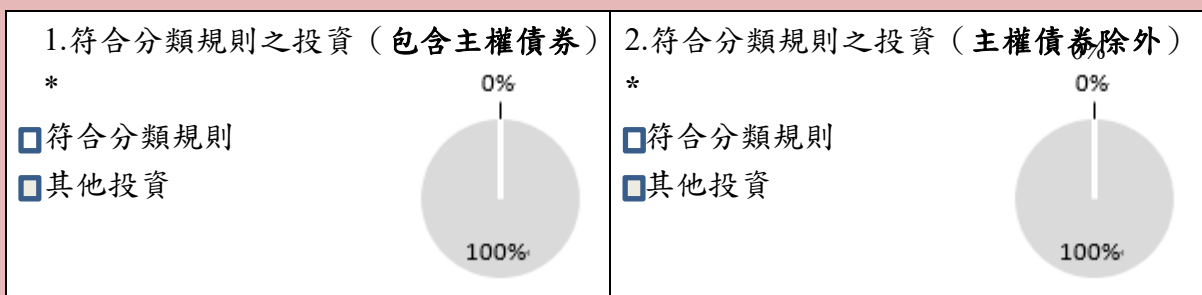 1.符合分類規則之投資（包含主權債券）
*
0%
符合分類規則
其他投資
100%
2.符合分類規則之投資（主權債券除外）
0%
*
0%
符合分類規則
其他投資
100%